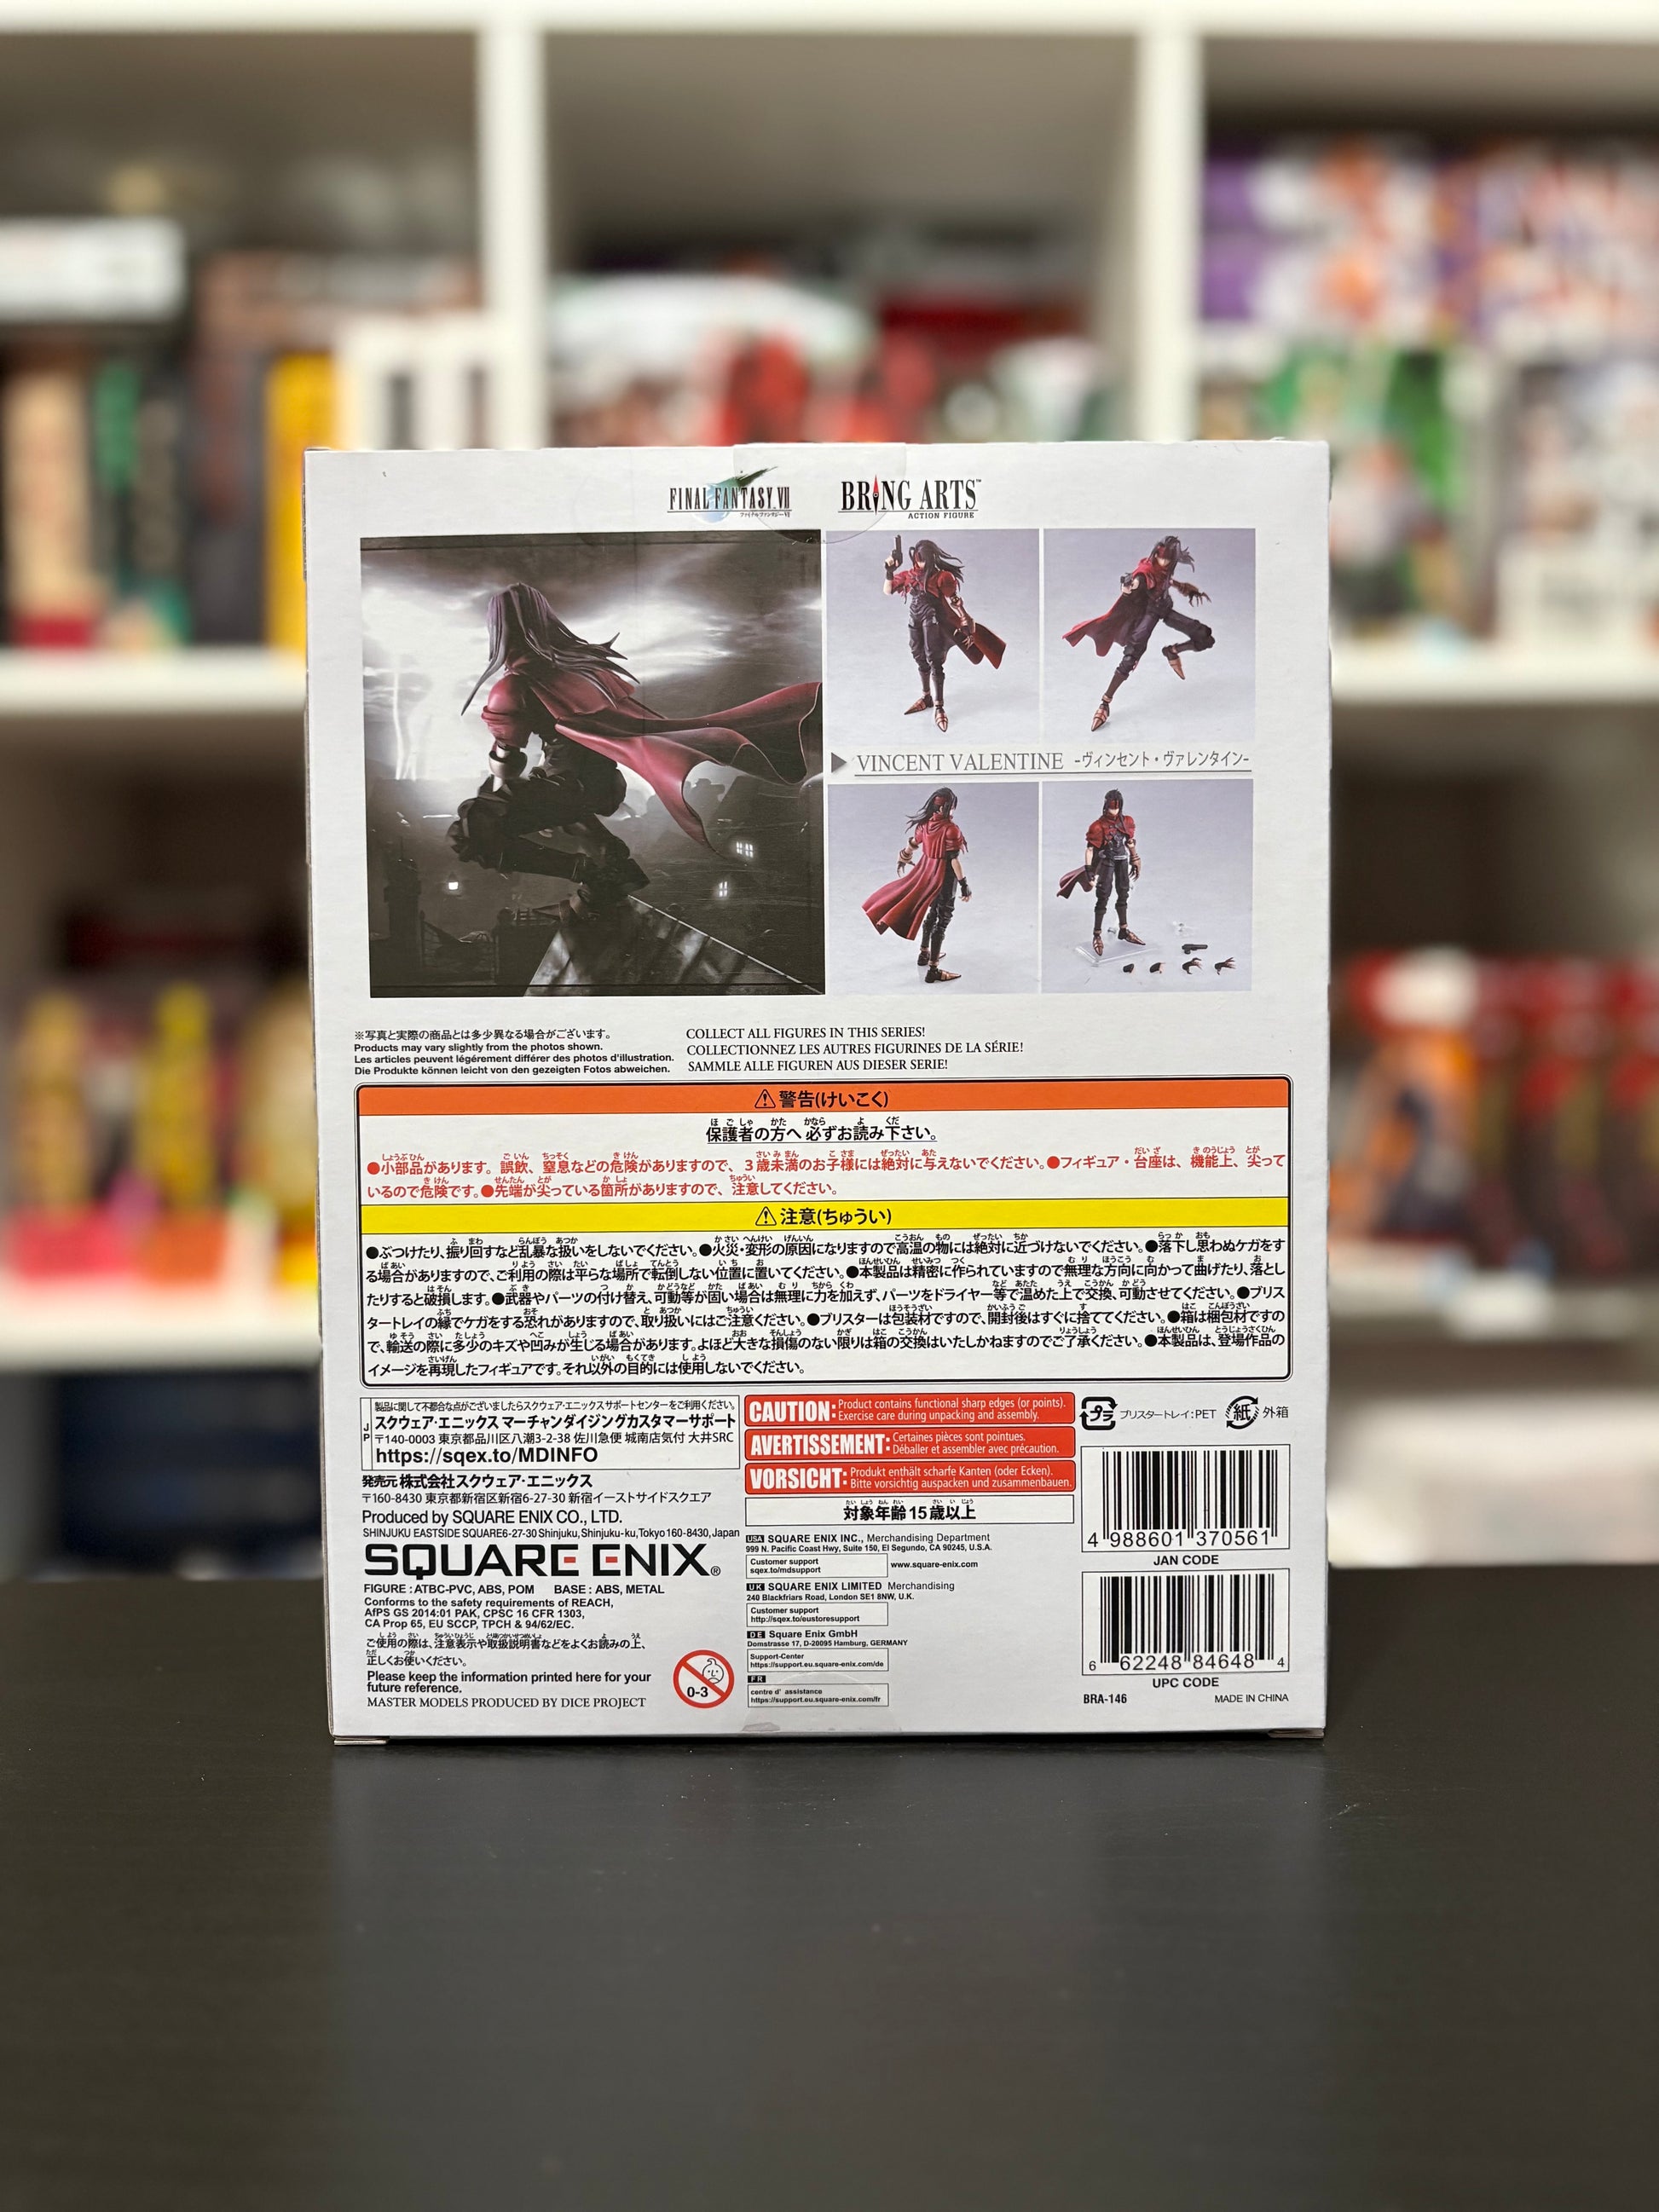 FINAL FANTASY VII
BRING ARTS™
ACTION FIGURE
VINCENT VALENTINE -ヴィンセント・ヴァレンタイン-
※写真と実際の商品とは多少異なる場合がございます。
Products may vary slightly from the photos shown.
Les articles peuvent légérement différer des photos d'illustration.
Die Produkte können leicht von den gezeigten Fotos abweichen.
COLLECT ALL FIGURES IN THIS SERIES!
COLLECTIONNEZ LES AUTRES FIGURINES DE LA SÉRIE!
SAMMLE ALLE FIGUREN AUS DIESER SERIE!
警告(けいこく)
保護者の方へ必ずお読み下さい。
●小部品があります。誤飲、窒息などの危険がありますので、3歳未満のお子様には絶対に与えないでください。●フィギュア・台座は、機能上、尖って
いるので危険です。●先端が尖っている箇所がありますので、注意してください。
注意(ちゅうい)
●ぶつけたり、振り回すなど乱暴な扱いをしないでください。●火災・変形の原因になりますので高温の物には絶対に近づけないでください。●落下し思わぬケガをす
る場合がありますので、ご利用の際は平らな場所で転倒しない位置に置いてください。●本製品は精密に作られていますので無理な方向に向かって曲げたり、落とし
たりすると破損します。●武器やパーツの付け替え、可動等が固い場合は無理に力を加えず、パーツをドライヤー等で温めた上で交換、可動させてください。●ブリス
タートレイの縁でケガをする恐れがありますので、取り扱いにはご注意ください。●ブリスターは包装材ですので、開封後はすぐに捨ててください。●箱は梱包材ですの
で、輸送の際に多少のキズや凹みが生じる場合があります。よほど大きな損傷のない限りは箱の交換はいたしかねますのでご了承ください。●本製品は、登場作品の
イメージを再現したフィギュアです。それ以外の目的には使用しないでください。
JP
製品に関して不都合な点がございましたらスクウェア・エニックスサポートセンターをご利用ください。
スクウェア・エニックス マーチャンダイジングカスタマーサポート
〒140-0003 東京都品川区八潮3-2-38 佐川急便 城南店気付 大井SRC
https://sqex.to/MDINFO
発売元 株式会社スクウェア・エニックス
〒160-8430 東京都新宿区新宿6-27-30 新宿イーストサイドスクエア
Produced by SQUARE ENIX CO., LTD.
SHINJUKU EASTSIDE SQUARE6-27-30 Shinjuku,Shinjuku-ku,Tokyo 160-8430,Japan
SQUARE ENIX®
FIGURE : ATBC-PVC, ABS, POM BASE : ABS, METAL
Conforms to the safety requirements of REACH,
AfPS GS 2014:01 PAK, CPSC 16 CFR 1303,
CA Prop 65, EU SCCP, TPCH & 94/62/EC.
ご使用の際は、注意表示や取扱説明書などをよくお読みの上、
正しくお使いください。
Please keep the information printed here for your
future reference.
MASTER MODELS PRODUCED BY DICE PROJECT
0-3
CAUTION: Product contains functional sharp edges (or points).
Exercise care during unpacking and assembly.
AVERTISSEMENT: Certaines pièces sont pointues.
Déballer et assembler avec précaution.
VORSICHT: Produkt enthält scharfe Kanten (oder Ecken).
Bitte vorsichtig auspacken und zusammenbauen.
対象年齢15歳以上
USA SQUARE ENIX INC., Merchandising Department
999 N. Pacific Coast Hwy, Suite 150, El Segundo, CA 90245, U.S.A.
Customer support
sqex.to/mdsupport
www.square-enix.com
UK SQUARE ENIX LIMITED Merchandising
240 Blackfriars Road, London SE1 8NW, U.K.
Customer support
http://sqex.to/eustoresupport
DE Square Enix GmbH
Domstrasse 17, D-20095 Hamburg, GERMANY
Support-Center
https://support.eu.square-enix.com/de
FR
centre d' assistance
https://support.eu.square-enix.com/fr
プラ ブリスタートレイ:PET 紙 外箱
4 988601 370561
JAN CODE
6 62248 84648 4
UPC CODE
BRA-146 MADE IN CHINA